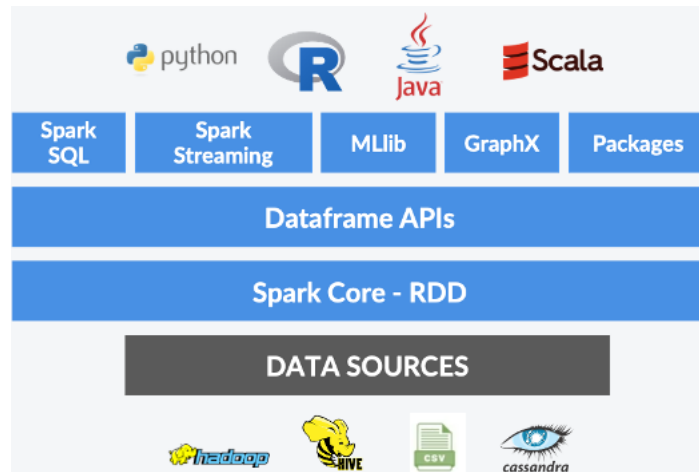 python
R
Java
Scala
Spark
SQL
Spark
Streaming
MLlib
GraphX
Packages
Dataframe APIs
Spark Core - RDD
DATA SOURCES
hadoop
HIVE
CSV
cassandra